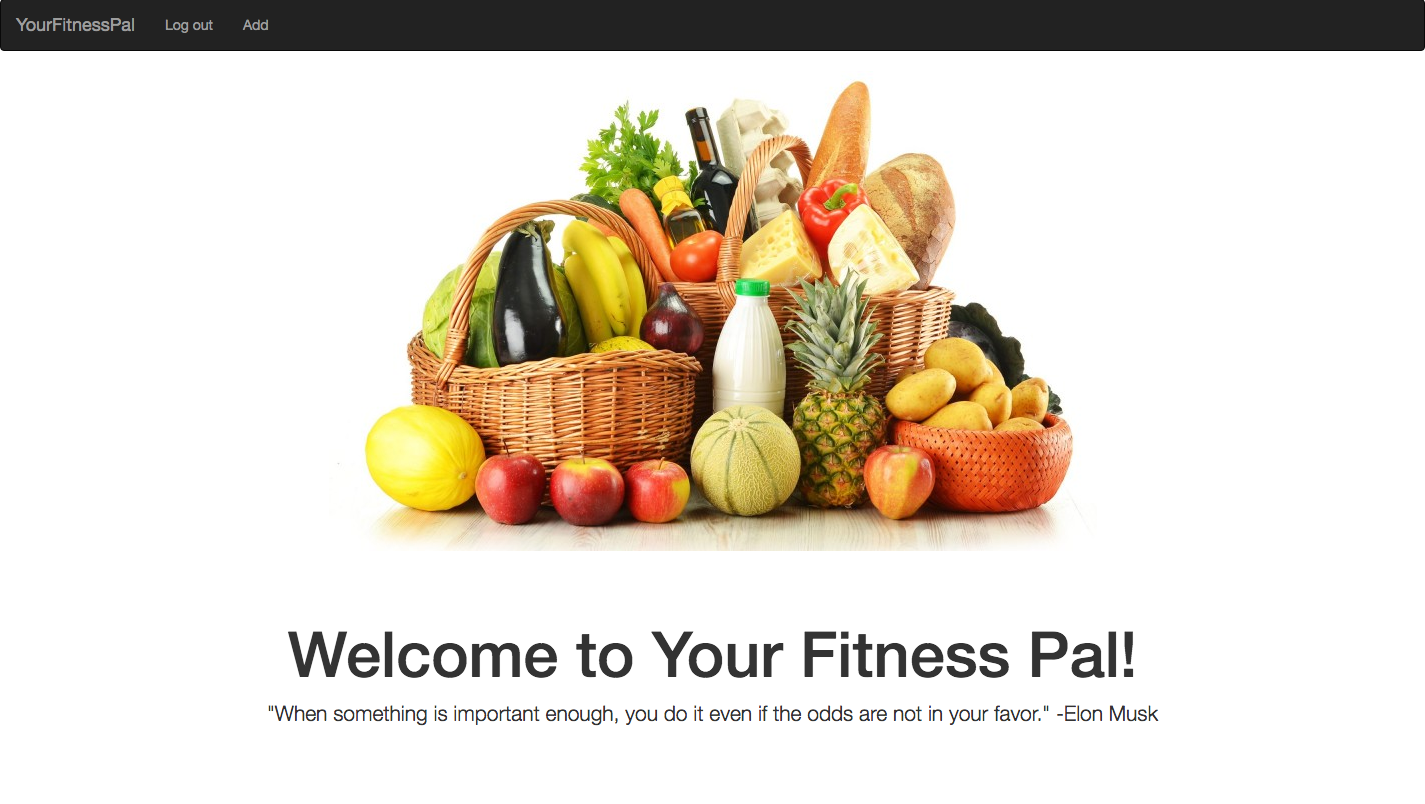 YourFitnessPal Log out Add
Welcome to Your Fitness Pal!
"When something is important enough, you do it even if the odds are not in your favor." -Elon Musk